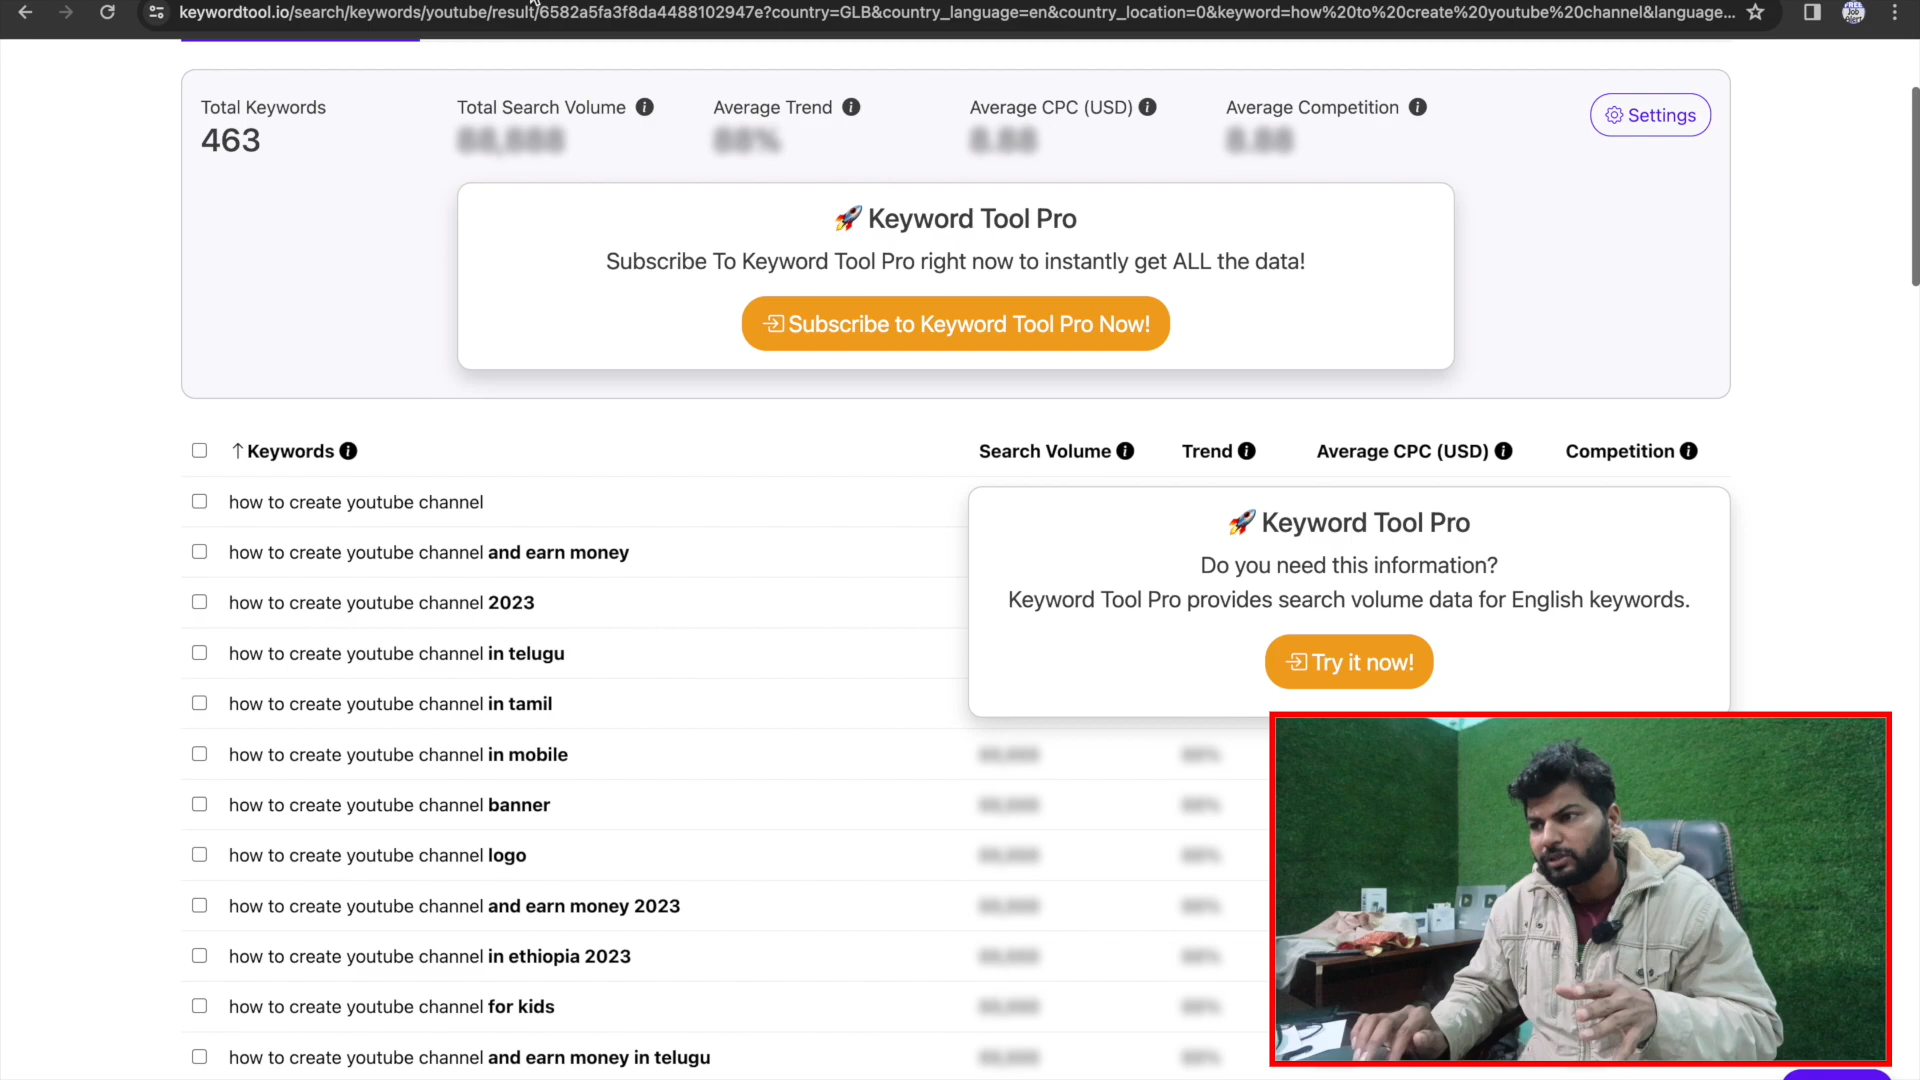 keywordtool.io/search/keywords/youtube/result/6582a5fa3f8da4488102947e?country=GLB&country_language=en&country_location=0&keyword=how%20to%20create%20youtube%20channel&language...
Total Keywords
463
Total Search Volume
Average Trend
Average CPC (USD)
Average Competition
Settings
Keyword Tool Pro
Subscribe To Keyword Tool Pro right now to instantly get ALL the data!
Subscribe to Keyword Tool Pro Now!
↑ Keywords
Search Volume
Trend
Average CPC (USD)
Competition
how to create youtube channel
how to create youtube channel and earn money
how to create youtube channel 2023
how to create youtube channel in telugu
how to create youtube channel in tamil
how to create youtube channel in mobile
how to create youtube channel banner
how to create youtube channel logo
how to create youtube channel and earn money 2023
how to create youtube channel in ethiopia 2023
how to create youtube channel for kids
how to create youtube channel and earn money in telugu
Keyword Tool Pro
Do you need this information?
Keyword Tool Pro provides search volume data for English keywords.
Try it now!